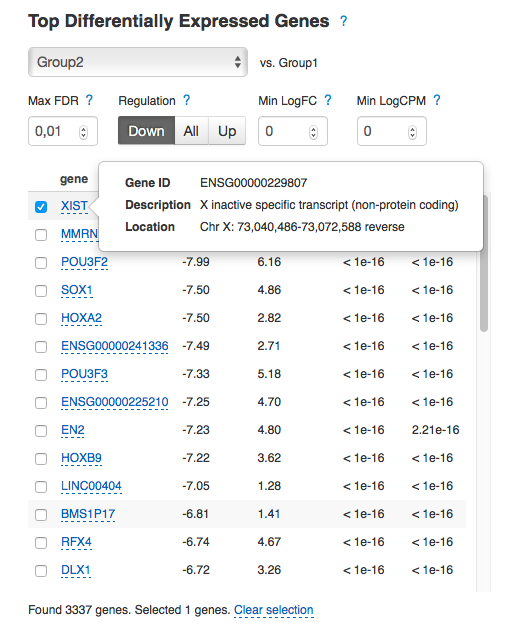 Top Differentially Expressed Genes ?
Group2 vs. Group1
Max FDR ? Regulation ? Min LogFC ? Min LogCPM ?
0,01 Down All Up 0 0
Gene ID ENSG00000229807
gene
Description X inactive specific transcript (non-protein coding)
XIST
Location Chr X: 73,040,486-73,072,588 reverse
MMRN
POU3F2 -7.99 6.16 < 1e-16 < 1e-16
SOX1 -7.50 4.86 < 1e-16 < 1e-16
HOXA2 -7.50 2.82 < 1e-16 < 1e-16
ENSG00000241336 -7.49 2.71 < 1e-16 < 1e-16
POU3F3 -7.33 5.18 < 1e-16 < 1e-16
ENSG00000225210 -7.25 4.70 < 1e-16 < 1e-16
EN2 -7.23 4.80 < 1e-16 2.21e-16
HOXB9 -7.22 3.62 < 1e-16 < 1e-16
LINC00404 -7.05 1.28 < 1e-16 < 1e-16
BMS1P17 -6.81 1.41 < 1e-16 < 1e-16
RFX4 -6.74 4.67 < 1e-16 < 1e-16
DLX1 -6.72 3.26 < 1e-16 < 1e-16
Found 3337 genes. Selected 1 genes. Clear selection